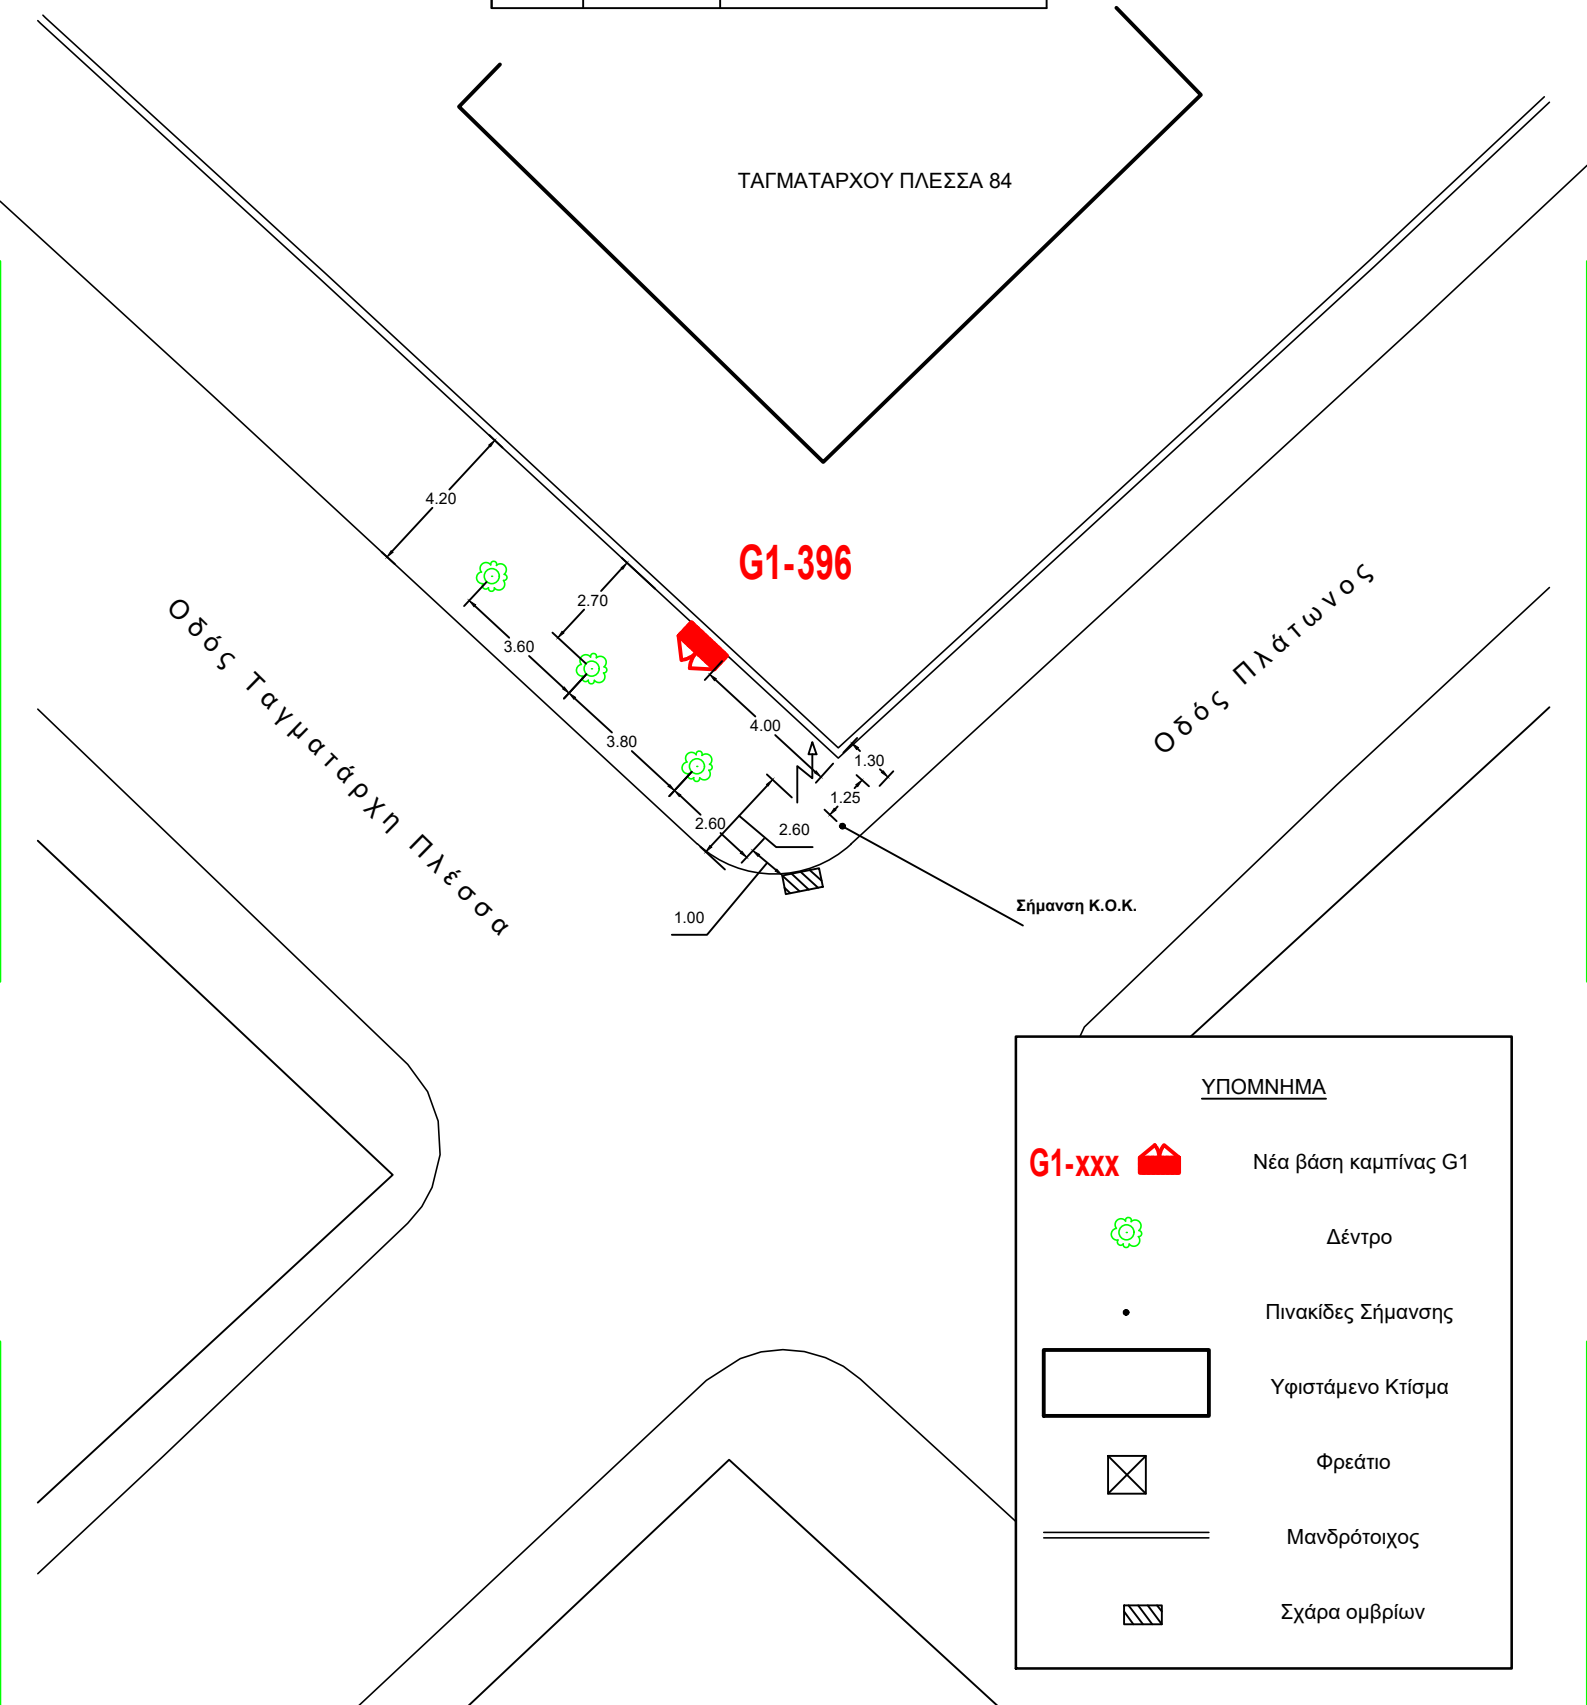 ΤΑΓΜΑΤΑΡΧΟΥ ΠΛΕΣΣΑ 84
4.20
G1-396
2.70
3.60
Οδός Ταγματάρχη Πλέσσα
Οδός Πλάτωνος
4.00
3.80
1.30
1.25
2.60
2.60
1.00
Σήμανση Κ.Ο.Κ.
ΥΠΟΜΝΗΜΑ
G1-xxx Νέα βάση καμπίνας G1
Δέντρο
Πινακίδες Σήμανσης
Υφιστάμενο Κτίσμα
Φρεάτιο
Μανδρότοιχος
Σχάρα ομβρίων